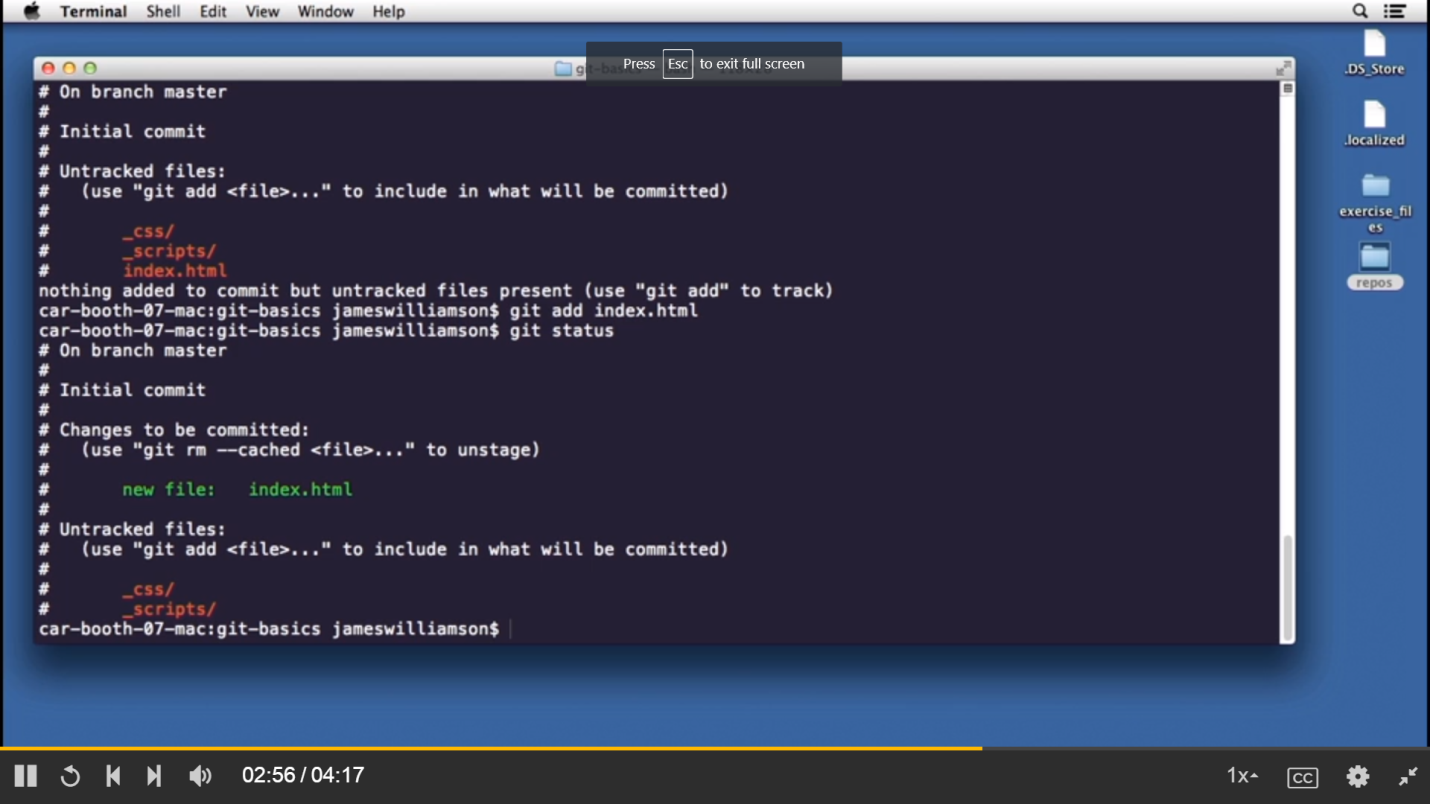 Terminal Shell Edit View Window Help
Press Esc to exit full screen
git-basics
.DS_Store
.localized
exercise_fil
es
repos
# On branch master
#
# Initial commit
#
# Untracked files:
#   (use "git add <file>..." to include in what will be committed)
#
#       _css/
#       _scripts/
#       index.html
nothing added to commit but untracked files present (use "git add" to track)
car-booth-07-mac:git-basics jameswilliamson$ git add index.html
car-booth-07-mac:git-basics jameswilliamson$ git status
# On branch master
#
# Initial commit
#
# Changes to be committed:
#   (use "git rm --cached <file>..." to unstage)
#
#       new file:   index.html
#
# Untracked files:
#   (use "git add <file>..." to include in what will be committed)
#
#       _css/
#       _scripts/
car-booth-07-mac:git-basics jameswilliamson$
02:56 / 04:17
1x
CC